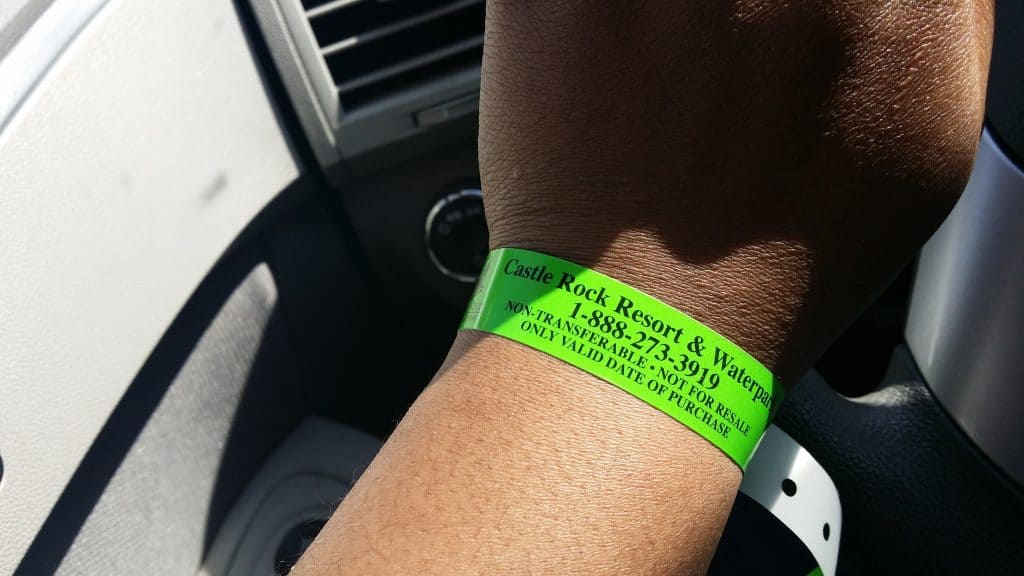 Castle Rock Resort & Waterpar
1-888-273-3919
NON-TRANSFERABLE • NOT FOR RESALE
ONLY VALID DATE OF PURCHASE